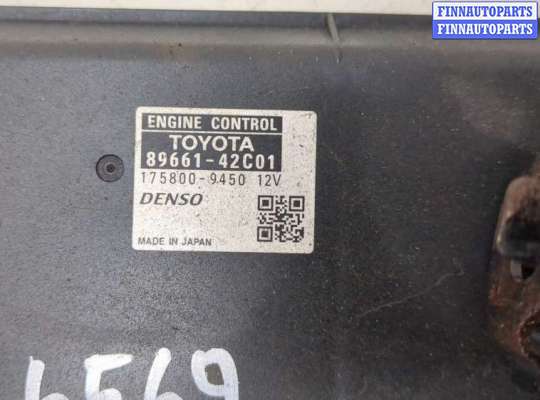 FINNAUTOPARTS
FINNAUTOPARTS
ENGINE CONTROL
TOYOTA
89661-42C01
175800-9450 12V
DENSO
MADE IN JAPAN
6569